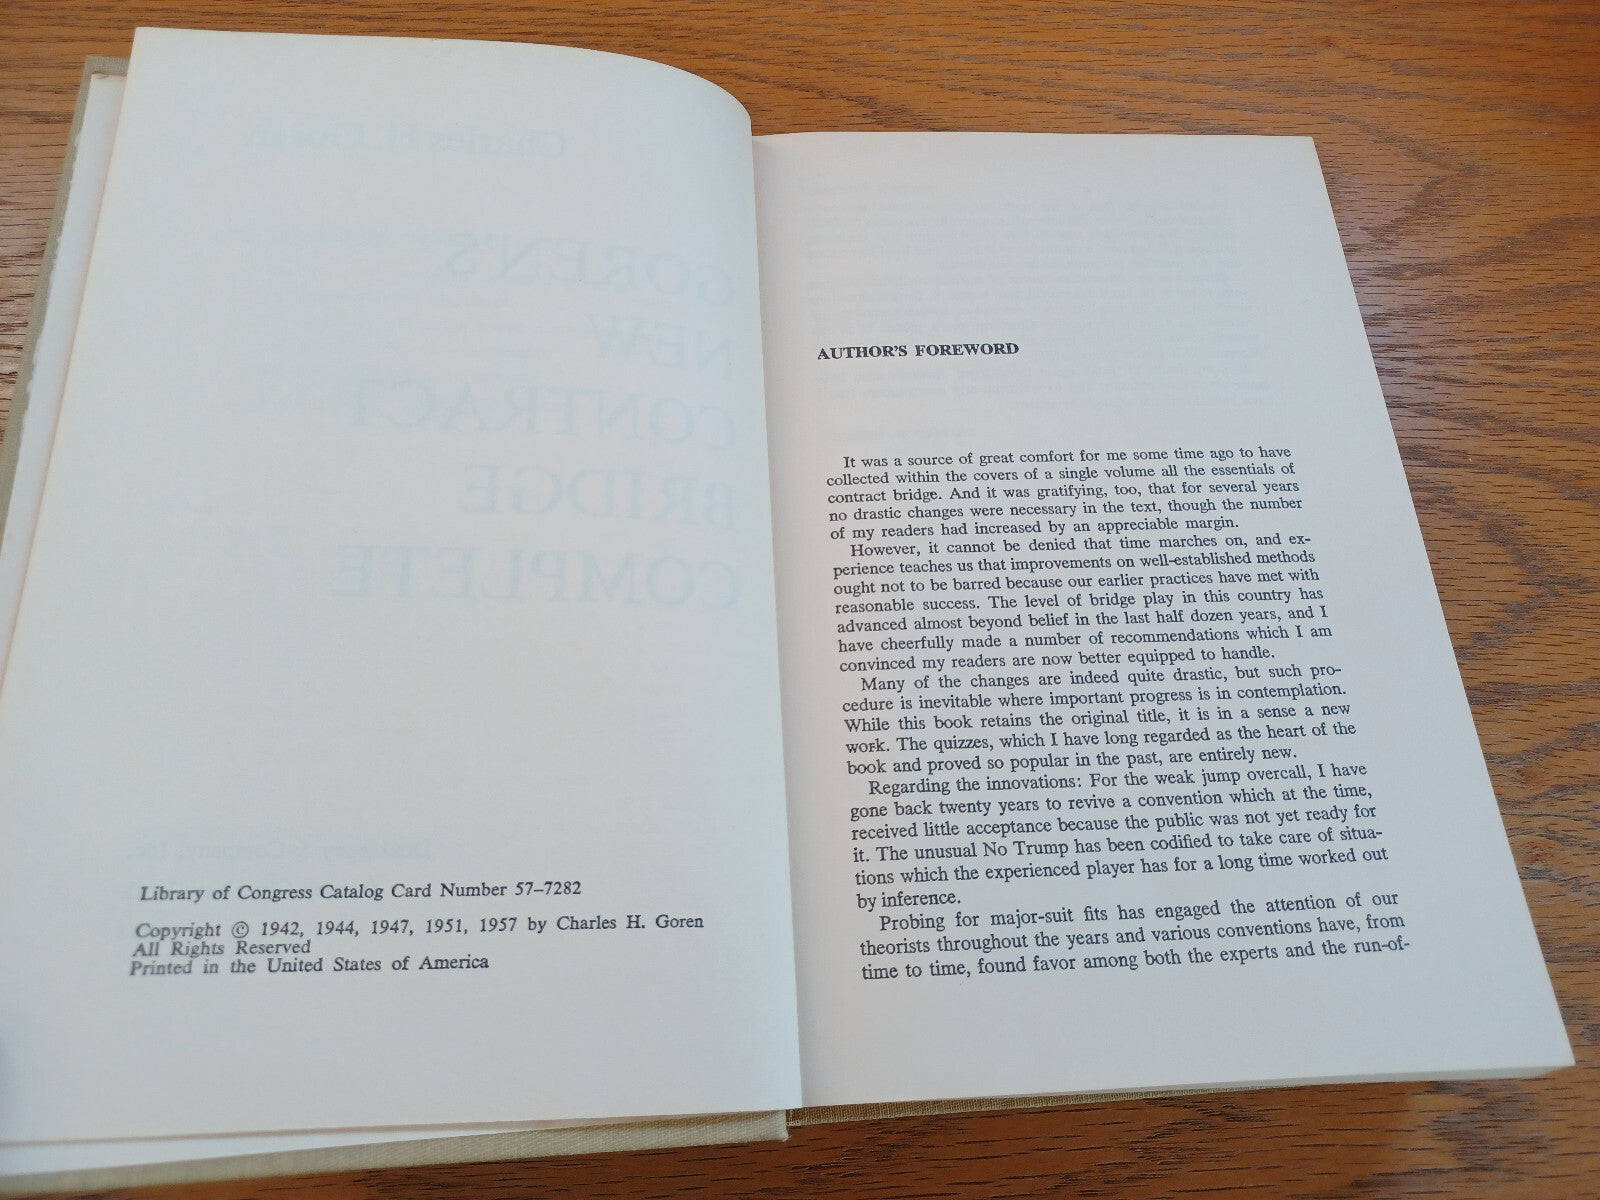 Charles H. Goren
GOREN'S
NEW
CONTRACT
BRIDGE
COMPLETE
Library of Congress Catalog Card Number 57–7282
Copyright © 1942, 1944, 1947, 1951, 1957 by Charles H. Goren
All Rights Reserved
Printed in the United States of America
AUTHOR'S FOREWORD
It was a source of great comfort for me some time ago to have
collected within the covers of a single volume all the essentials of
contract bridge. And it was gratifying, too, that for several years
no drastic changes were necessary in the text, though the number
of my readers had increased by an appreciable margin.
However, it cannot be denied that time marches on, and ex-
perience teaches us that improvements on well-established methods
ought not to be barred because our earlier practices have met with
reasonable success. The level of bridge play in this country has
advanced almost beyond belief in the last half dozen years, and I
have cheerfully made a number of recommendations which I am
convinced my readers are now better equipped to handle.
Many of the changes are indeed quite drastic, but such pro-
cedure is inevitable where important progress is in contemplation.
While this book retains the original title, it is in a sense a new
work. The quizzes, which I have long regarded as the heart of the
book and proved so popular in the past, are entirely new.
Regarding the innovations: For the weak jump overcall, I have
gone back twenty years to revive a convention which at the time,
received little acceptance because the public was not yet ready for
it. The unusual No Trump has been codified to take care of situa-
tions which the experienced player has for a long time worked out
by inference.
Probing for major-suit fits has engaged the attention of our
theorists throughout the years and various conventions have, from
time to time, found favor among both the experts and the run-of-